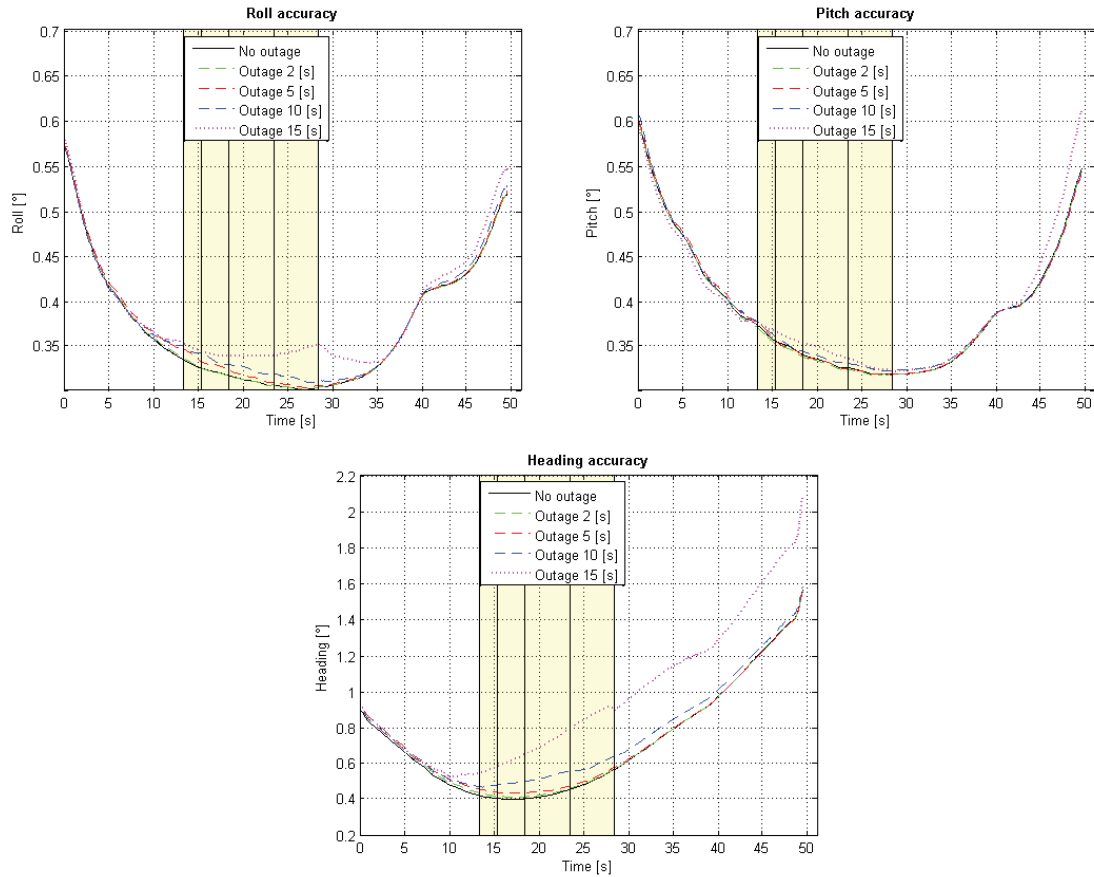 Roll accuracy
0.7
0.65
0.6
0.55
0.5
0.45
0.4
0.35
Roll [°]
No outage
Outage 2 [s]
Outage 5 [s]
Outage 10 [s]
Outage 15 [s]
0 5 10 15 20 25 30 35 40 45 50
Time [s]
Pitch accuracy
0.7
0.65
0.6
0.55
0.5
0.45
0.4
0.35
Pitch [°]
No outage
Outage 2 [s]
Outage 5 [s]
Outage 10 [s]
Outage 15 [s]
0 5 10 15 20 25 30 35 40 45 50
Time [s]
Heading accuracy
2.2
2
1.8
1.6
1.4
1.2
1
0.8
0.6
0.4
0.2
Heading [°]
No outage
Outage 2 [s]
Outage 5 [s]
Outage 10 [s]
Outage 15 [s]
0 5 10 15 20 25 30 35 40 45 50
Time [s]